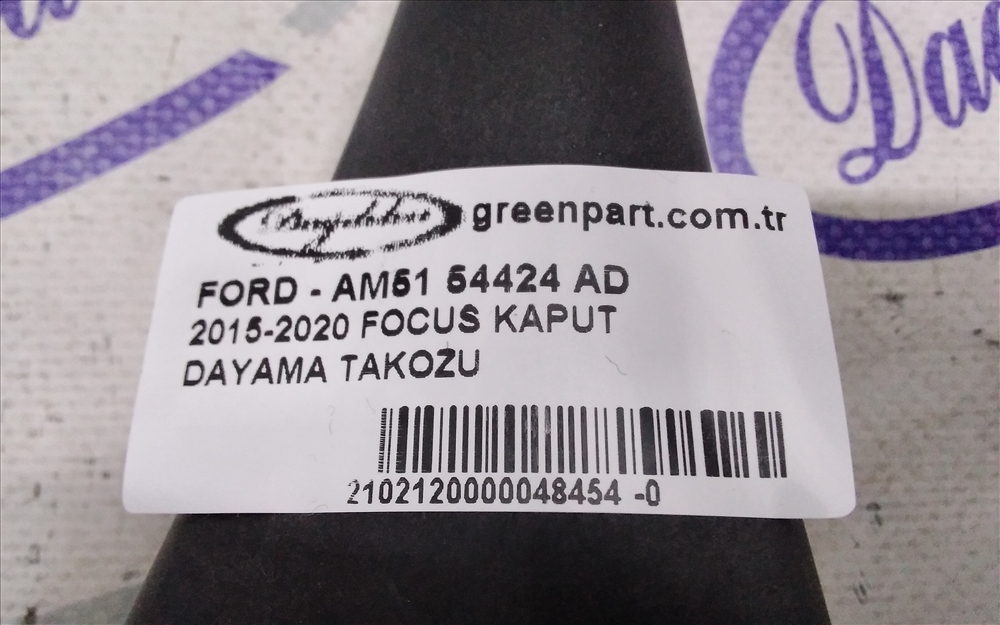 greenpart.com.tr
FORD - AM51 54424 AD
2015-2020 FOCUS KAPUT
DAYAMA TAKOZU
2102120000048454 -0